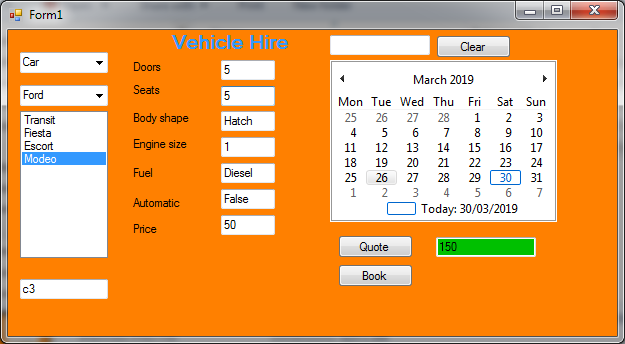 Form1
Vehicle Hire
Clear
Car
Ford
Transit
Fiesta
Escort
Modeo
c3
Doors 5
Seats 5
Body shape Hatch
Engine size 1
Fuel Diesel
Automatic False
Price 50
March 2019
Mon Tue Wed Thu Fri Sat Sun
25 26 27 28 1 2 3
4 5 6 7 8 9 10
11 12 13 14 15 16 17
18 19 20 21 22 23 24
25 26 27 28 29 30 31
1 2 3 4 5 6 7
Today: 30/03/2019
Quote 150
Book